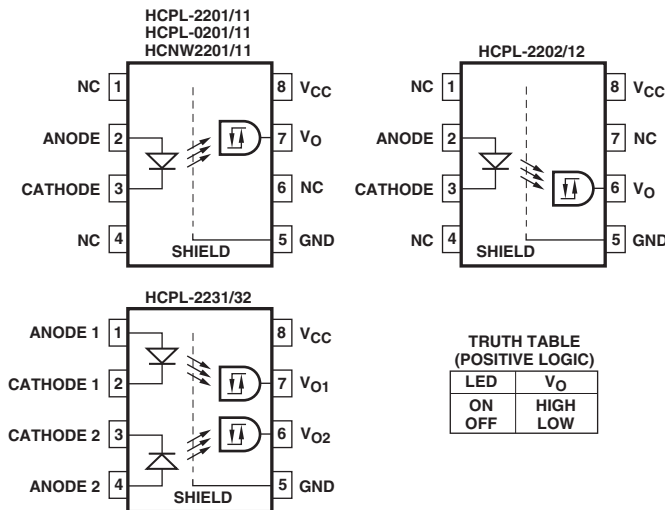 HCPL-2201/11
HCPL-0201/11
HCNW2201/11
NC 1
8 VCC
ANODE 2
7 VO
CATHODE 3
6 NC
NC 4
5 GND
SHIELD
HCPL-2202/12
NC 1
8 VCC
ANODE 2
7 NC
CATHODE 3
6 VO
NC 4
5 GND
SHIELD
HCPL-2231/32
ANODE 1 1
8 VCC
CATHODE 1 2
7 VO1
CATHODE 2 3
6 VO2
ANODE 2 4
5 GND
SHIELD
TRUTH TABLE
(POSITIVE LOGIC)
LED VO
ON HIGH
OFF LOW